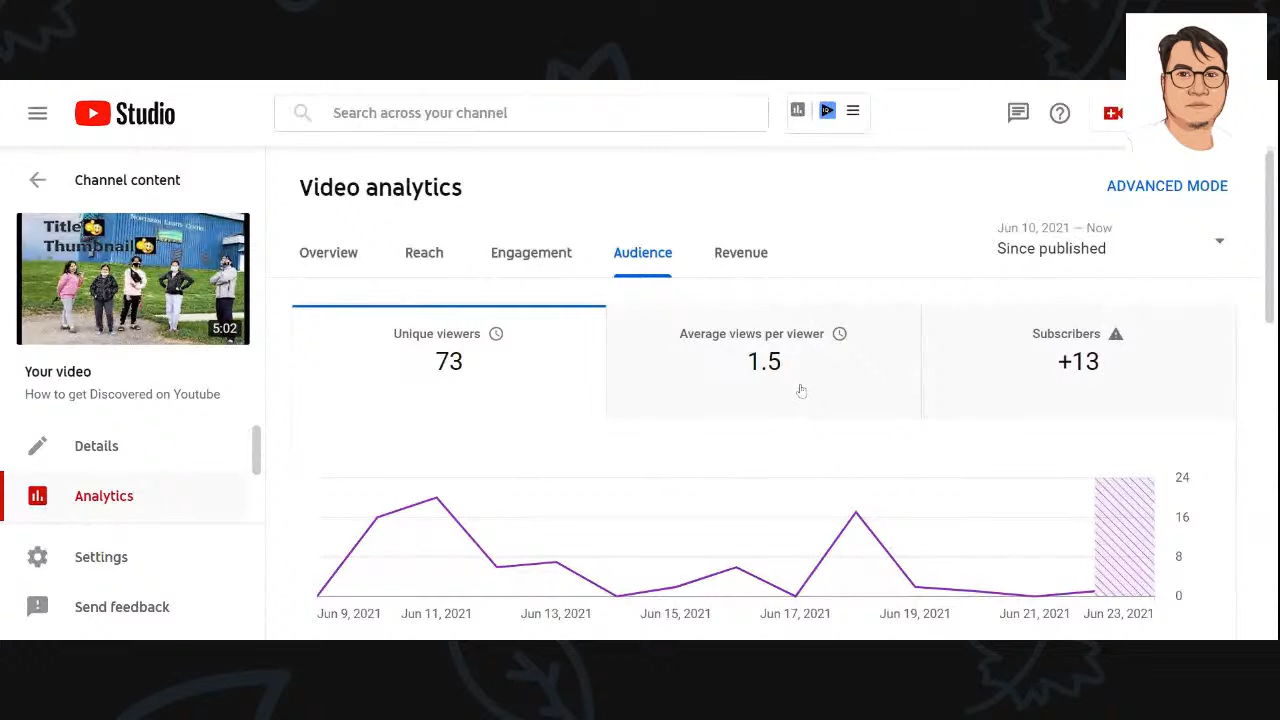 Studio
Search across your channel
Channel content
Title
Thumbnail
5:02
Your video
How to get Discovered on Youtube
Details
Analytics
Settings
Send feedback
Video analytics
ADVANCED MODE
Overview
Reach
Engagement
Audience
Revenue
Jun 10, 2021 – Now
Since published
Unique viewers
73
Average views per viewer
1.5
Subscribers
+13
24
16
8
0
Jun 9, 2021
Jun 11, 2021
Jun 13, 2021
Jun 15, 2021
Jun 17, 2021
Jun 19, 2021
Jun 21, 2021
Jun 23, 2021